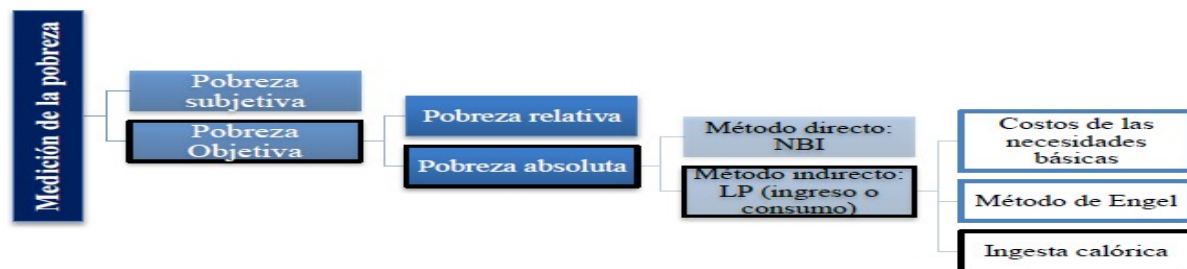 Medición de la pobreza
Pobreza
subjetiva
Pobreza
Objetiva
Pobreza relativa
Pobreza absoluta
Método directo:
NBI
Método indirecto:
LP (ingreso o
consumo)
Costos de las
necesidades
básicas
Método de Engel
Ingesta calórica